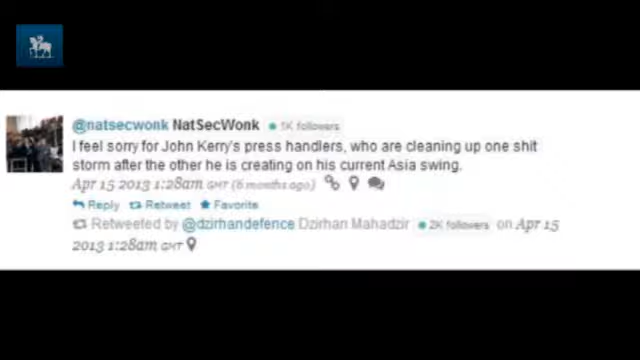 @natsecwonk NatSecWonk 1K followers
I feel sorry for John Kerry's press handlers, who are cleaning up one shit
storm after the other he is creating on his current Asia swing.
Apr 15 2013 1:28am GMT (6 months ago)
Reply Retweet Favorite
Retweeted by @dzirhandefence Dzirhan Mahadzir 2K followers on Apr 15
2013 1:28am GMT